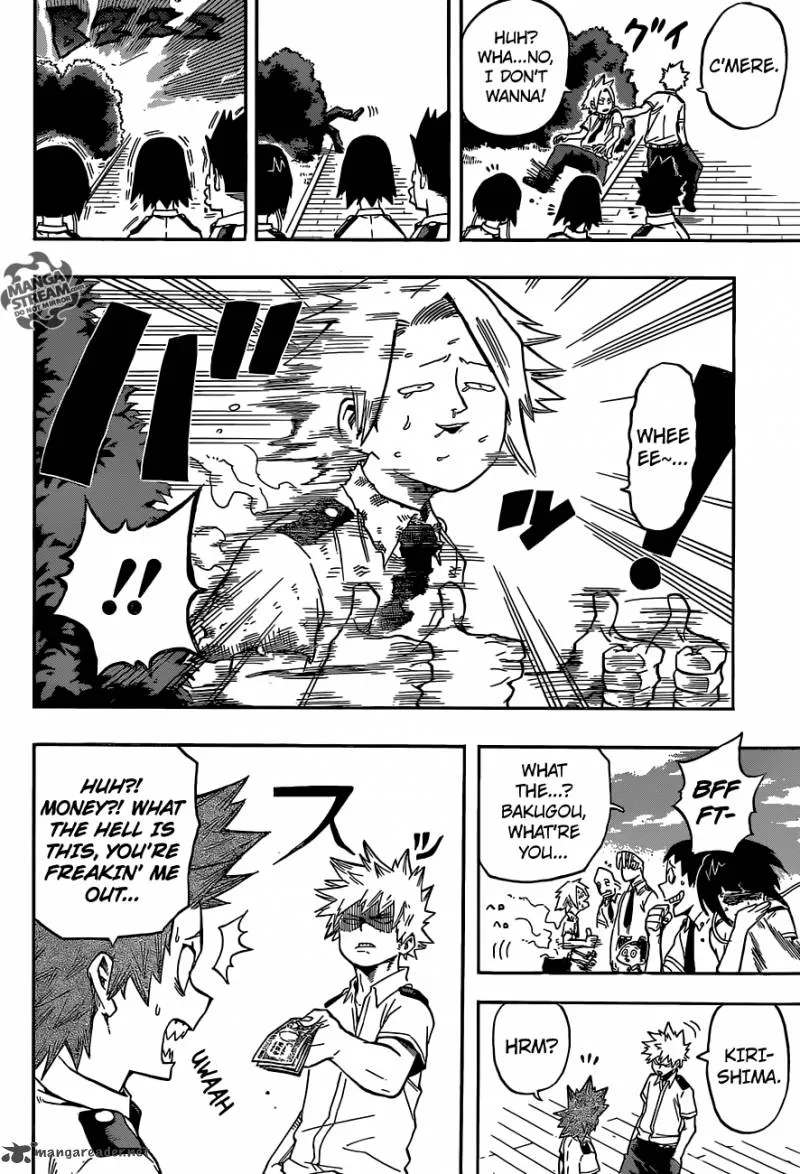 C'MERE.
グイ
HUH?
WHA...NO,
I DON'T
WANNA!
BZZZ
MANGA
STREAM.com
DO NOT MIRROR!
WHEE
EE~...
!!
KIRI-
SHIMA.
HRM?
BFF
FT-
WHAT
THE...?
BAKUGOU,
WHAT'RE
YOU...
スッ
HUH?!
MONEY?! WHAT
THE HELL IS
THIS, YOU'RE
FREAKIN' ME
OUT...
UWAAH
mangareader.net